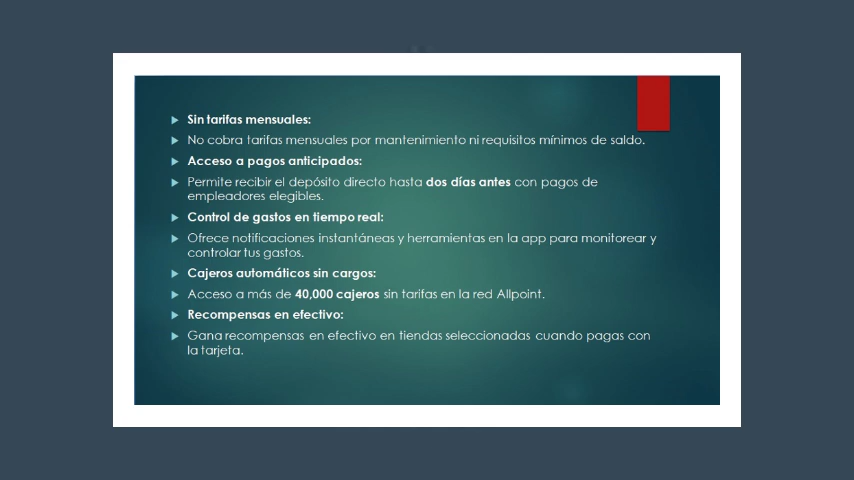 Sin tarifas mensuales:
No cobra tarifas mensuales por mantenimiento ni requisitos mínimos de saldo.
Acceso a pagos anticipados:
Permite recibir el depósito directo hasta dos días antes con pagos de
empleadores elegibles.
Control de gastos en tiempo real:
Ofrece notificaciones instantáneas y herramientas en la app para monitorear y
controlar tus gastos.
Cajeros automáticos sin cargos:
Acceso a más de 40,000 cajeros sin tarifas en la red Allpoint.
Recompensas en efectivo:
Gana recompensas en efectivo en tiendas seleccionadas cuando pagas con
la tarjeta.